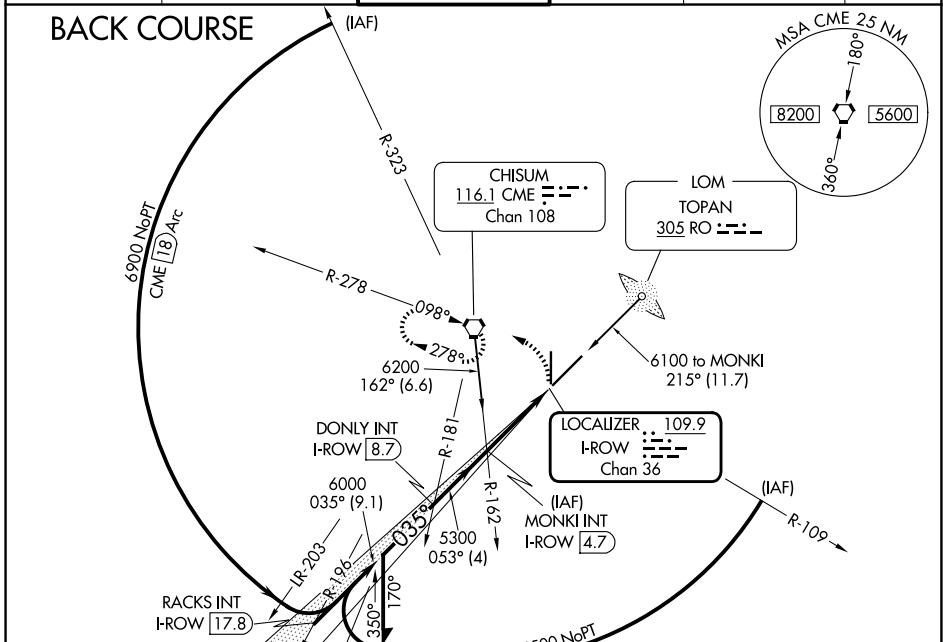 BACK COURSE
(IAF)
MSA CME 25 NM
180°
8200
5600
360°
R-323
CHISUM
116.1 CME
Chan 108
LOM
TOPAN
305 RO
6900 NoPT
CME 18 Arc
R-278
098°
278°
6200
162° (6.6)
6100 to MONKI
215° (11.7)
LOCALIZER 109.9
I-ROW
Chan 36
DONLY INT
I-ROW 8.7
R-181
6000
035° (9.1)
035°
R-162
(IAF)
MONKI INT
I-ROW 4.7
5300
053° (4)
(IAF)
R-109
LR-203
R-196
RACKS INT
I-ROW 17.8
350°
170°
NoPT